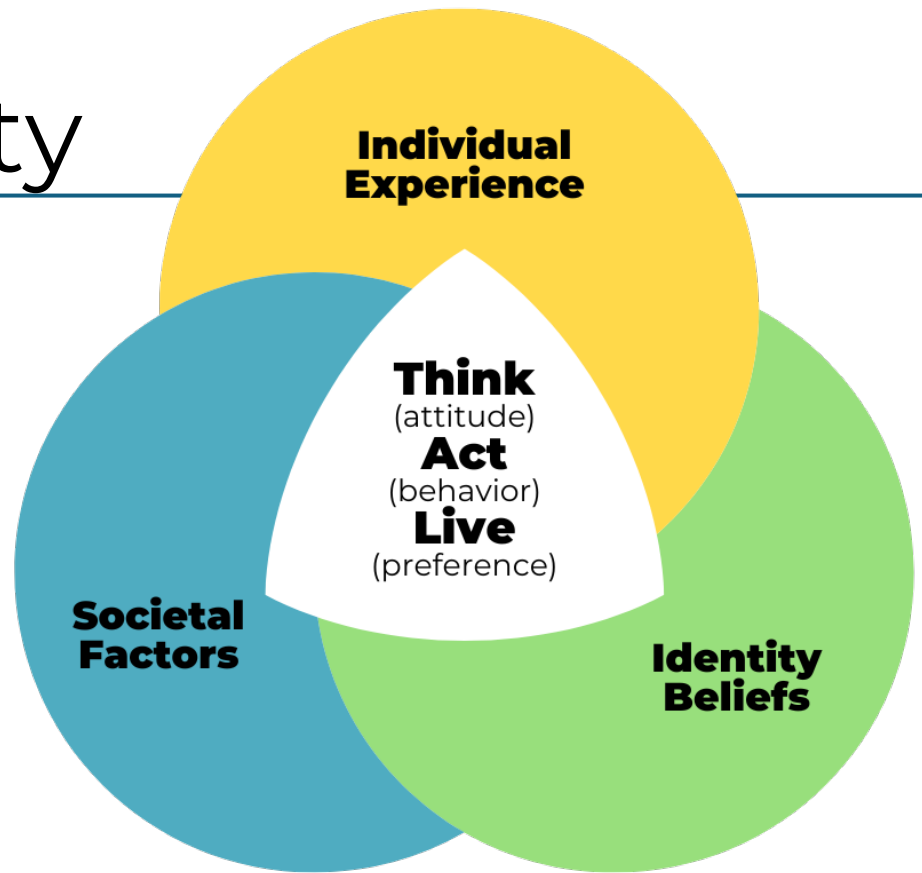 ty
Individual
Experience
Think
(attitude)
Act
(behavior)
Live
(preference)
Societal
Factors
Identity
Beliefs